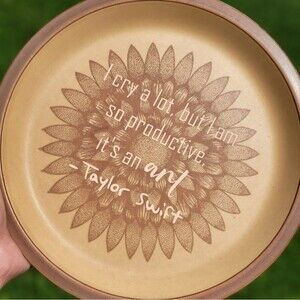 I cry a lot, but I am
so productive,
it's an art
- Taylor Swift